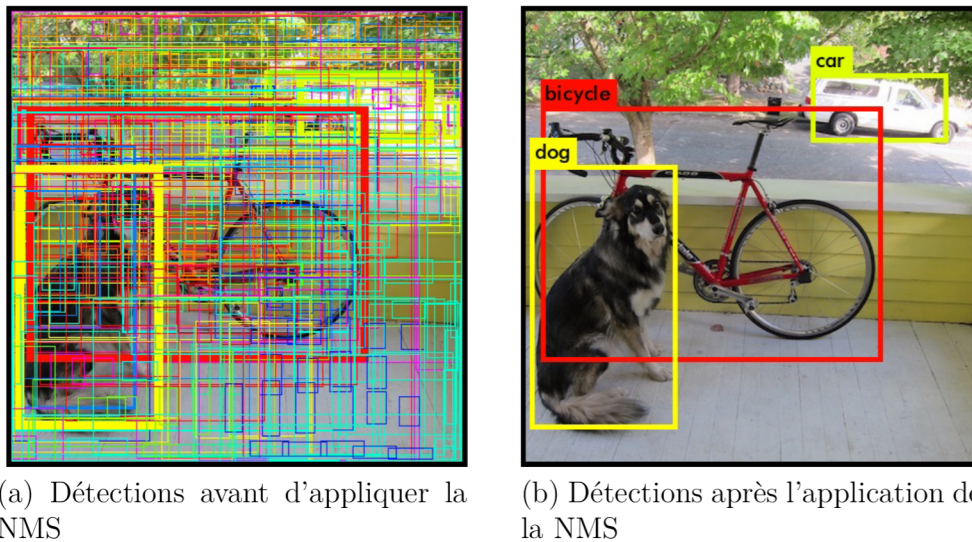 car
bicycle
dog
(a) Détections avant d'appliquer la
NMS
(b) Détections après l'application de
la NMS